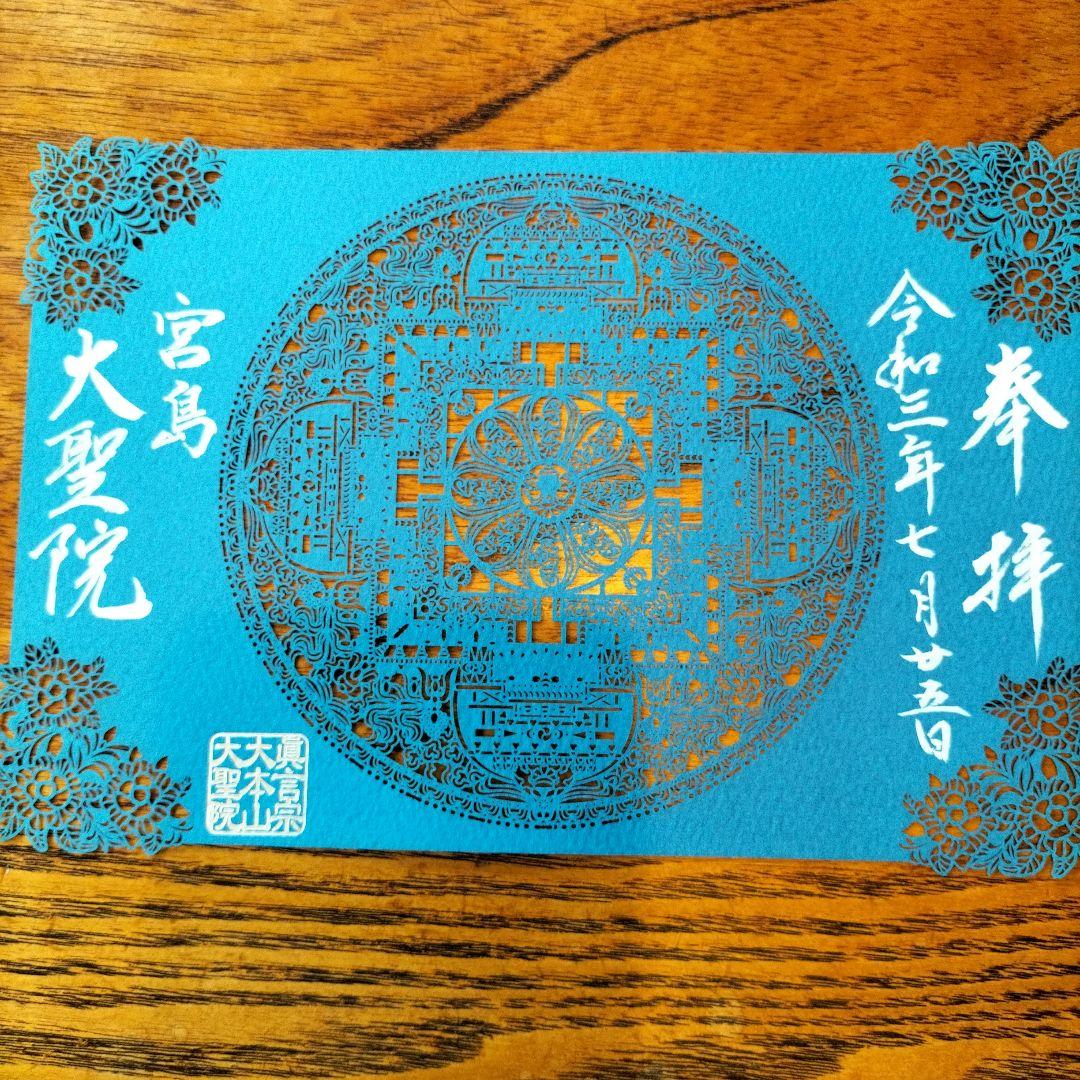 奉拝
令和三年七月廿五日
宮島
大聖院
眞言宗
大本山
大聖院